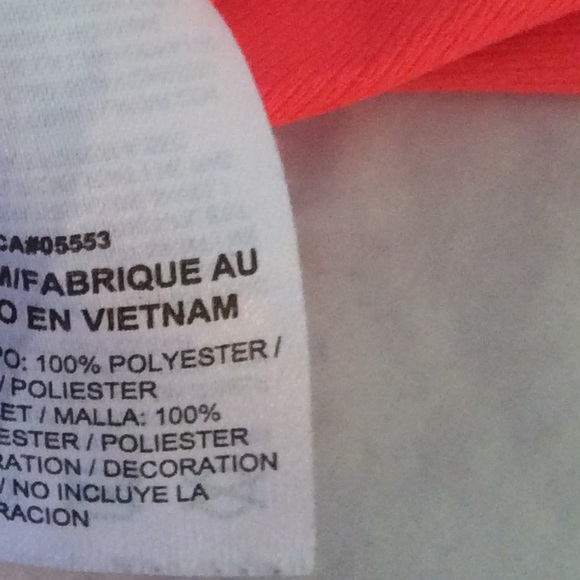 CA#05553
M/FABRIQUE AU
O EN VIETNAM
PO: 100% POLYESTER /
/ POLIESTER
ET / MALLA: 100%
ESTER / POLIESTER
RATION / DECORATION
/ NO INCLUYE LA
RACION